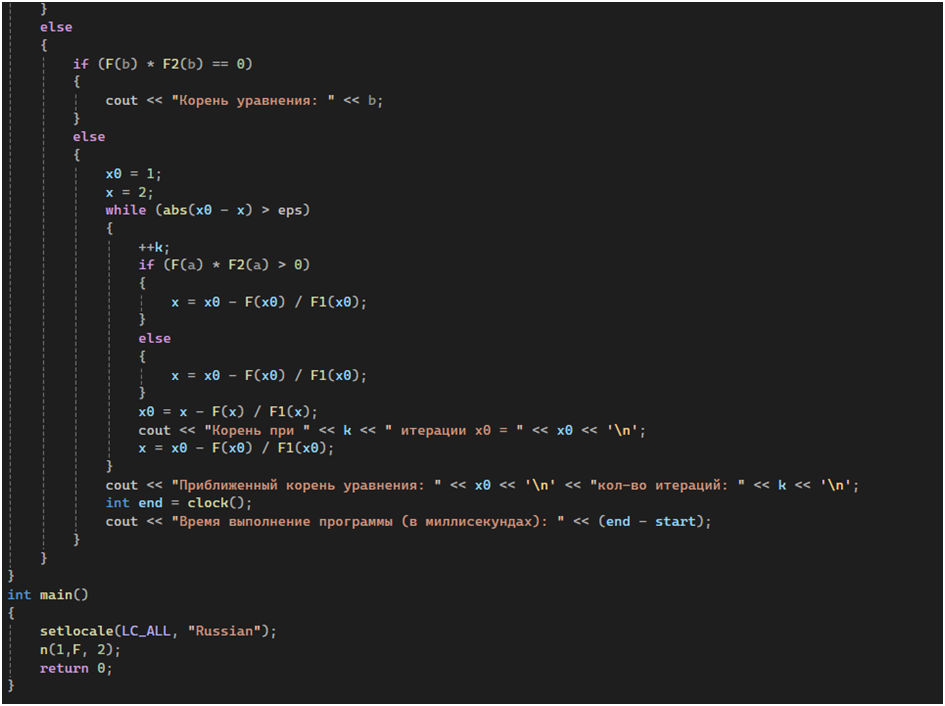 }
else
{
if (F(b) * F2(b) == 0)
{
cout << "Корень уравнения: " << b;
}
else
{
x0 = 1;
x = 2;
while (abs(x0 - x) > eps)
{
++k;
if (F(a) * F2(a) > 0)
{
x = x0 - F(x0) / F1(x0);
}
else
{
x = x0 - F(x0) / F1(x0);
}
x0 = x - F(x) / F1(x);
cout << "Корень при " << k << " итерации x0 = " << x0 << '\n';
x = x0 - F(x0) / F1(x0);
}
cout << "Приближенный корень уравнения: " << x0 << '\n' << "кол-во итераций: " << k << '\n';
int end = clock();
cout << "Время выполнение программы (в миллисекундах): " << (end - start);
}
}
}
int main()
{
setlocale(LC_ALL, "Russian");
n(1,F, 2);
return 0;
}